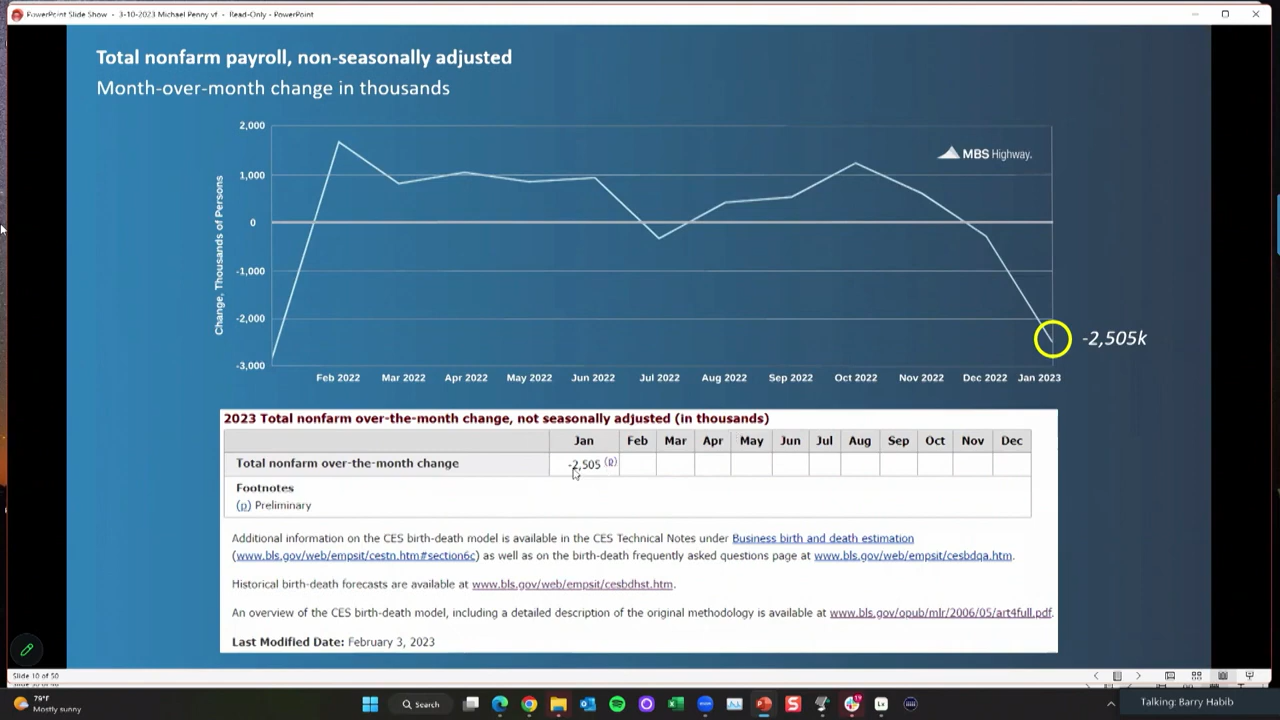 PowerPoint Slide Show - 3-10-2023 Michael Penny vf - Read-Only - PowerPoint
Total nonfarm payroll, non-seasonally adjusted
Month-over-month change in thousands
MBS Highway.
Change, Thousands of Persons
2,000
1,000
0
-1,000
-2,000
-3,000
-2,505k
Feb 2022 Mar 2022 Apr 2022 May 2022 Jun 2022 Jul 2022 Aug 2022 Sep 2022 Oct 2022 Nov 2022 Dec 2022 Jan 2023
2023 Total nonfarm over-the-month change, not seasonally adjusted (in thousands)
Jan Feb Mar Apr May Jun Jul Aug Sep Oct Nov Dec
Total nonfarm over-the-month change -2,505 (p)
Footnotes
(p) Preliminary
Additional information on the CES birth-death model is available in the CES Technical Notes under Business birth and death estimation
(www.bls.gov/web/empsit/cestn.htm#section6c) as well as on the birth-death frequently asked questions page at www.bls.gov/web/empsit/cesbdqa.htm.
Historical birth-death forecasts are available at www.bls.gov/web/empsit/cesbdhst.htm.
An overview of the CES birth-death model, including a detailed description of the original methodology is available at www.bls.gov/opub/mlr/2006/05/art4full.pdf.
Last Modified Date: February 3, 2023
Slide 10 of 50
79°F
Mostly sunny
Search
19
Talking: Barry Habib